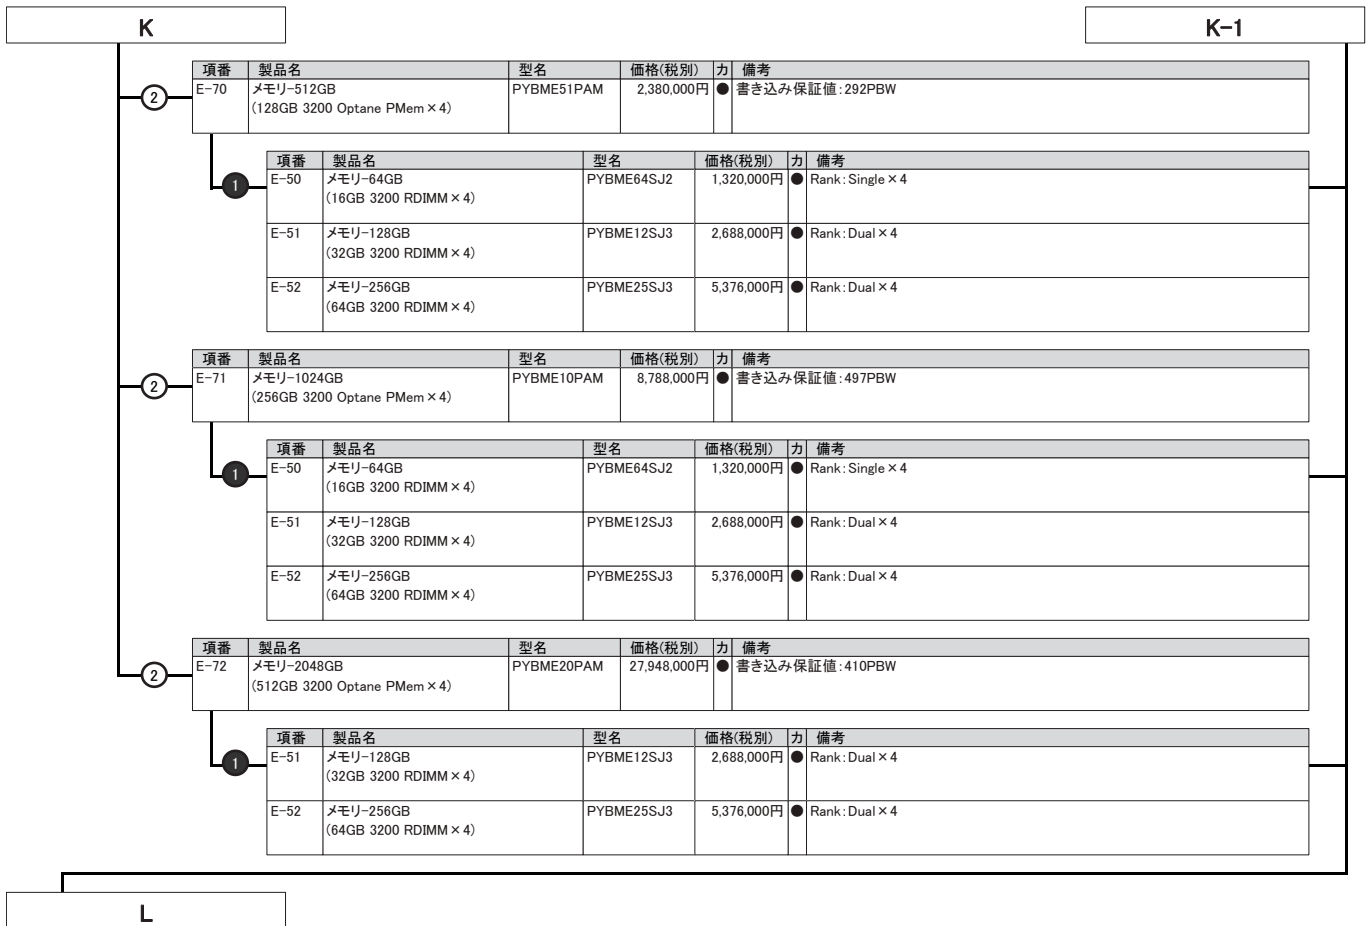 K
K-1
項番 製品名 型名 価格(税別) カ 備考
② E-70 メモリ-512GB PYBME51PAM 2,380,000円 ● 書き込み保証値:292PBW
(128GB 3200 Optane PMem×4)
項番 製品名 型名 価格(税別) カ 備考
❶ E-50 メモリ-64GB PYBME64SJ2 1,320,000円 ● Rank:Single×4
(16GB 3200 RDIMM×4)
E-51 メモリ-128GB PYBME12SJ3 2,688,000円 ● Rank:Dual×4
(32GB 3200 RDIMM×4)
E-52 メモリ-256GB PYBME25SJ3 5,376,000円 ● Rank:Dual×4
(64GB 3200 RDIMM×4)
項番 製品名 型名 価格(税別) カ 備考
② E-71 メモリ-1024GB PYBME10PAM 8,788,000円 ● 書き込み保証値:497PBW
(256GB 3200 Optane PMem×4)
項番 製品名 型名 価格(税別) カ 備考
❶ E-50 メモリ-64GB PYBME64SJ2 1,320,000円 ● Rank:Single×4
(16GB 3200 RDIMM×4)
E-51 メモリ-128GB PYBME12SJ3 2,688,000円 ● Rank:Dual×4
(32GB 3200 RDIMM×4)
E-52 メモリ-256GB PYBME25SJ3 5,376,000円 ● Rank:Dual×4
(64GB 3200 RDIMM×4)
項番 製品名 型名 価格(税別) カ 備考
② E-72 メモリ-2048GB PYBME20PAM 27,948,000円 ● 書き込み保証値:410PBW
(512GB 3200 Optane PMem×4)
項番 製品名 型名 価格(税別) カ 備考
❶ E-51 メモリ-128GB PYBME12SJ3 2,688,000円 ● Rank:Dual×4
(32GB 3200 RDIMM×4)
E-52 メモリ-256GB PYBME25SJ3 5,376,000円 ● Rank:Dual×4
(64GB 3200 RDIMM×4)
L